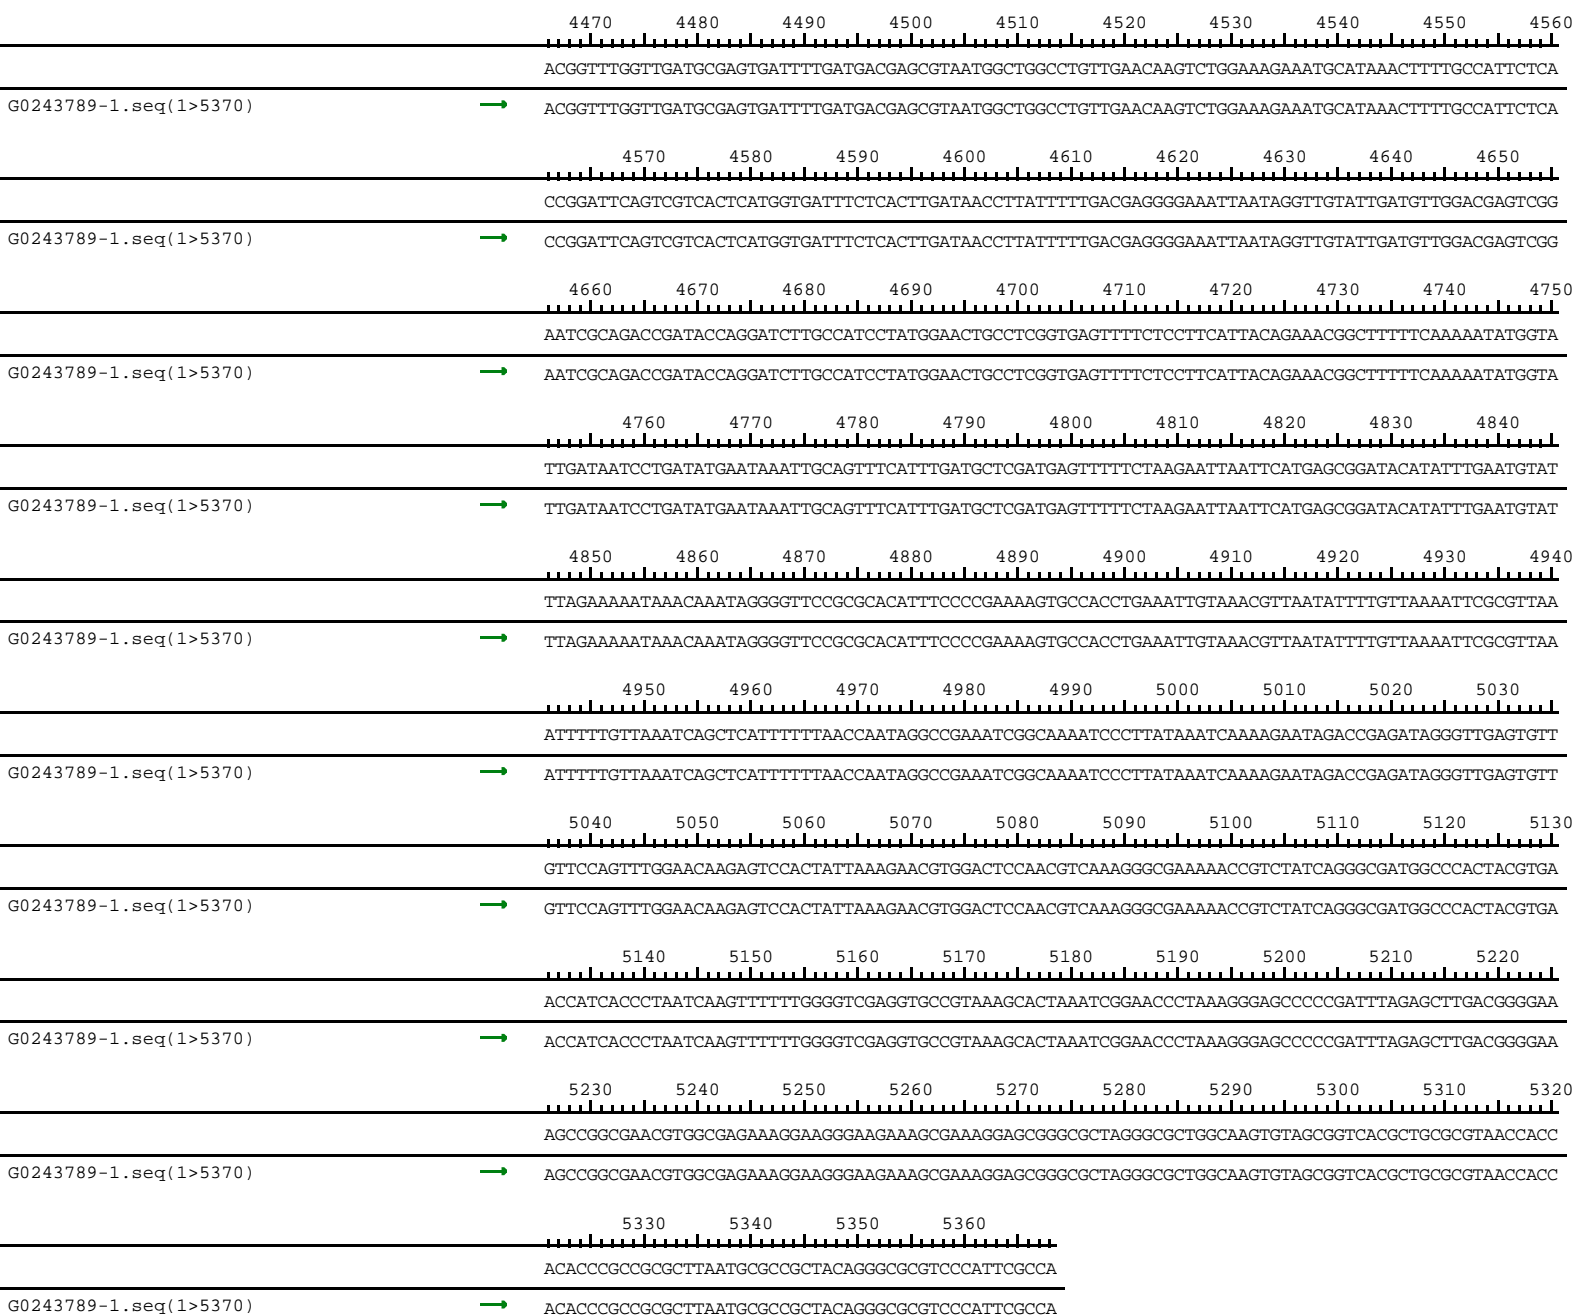 4470 4480 4490 4500 4510 4520 4530 4540 4550 4560
ACGGTTTGGTTGATGCGAGTGATTTTGATGACGAGCGTAATGGCTGGCCTGTTGAACAAGTCTGGAAAGAAATGCATAAACTTTTGCCATTCTCA
G0243789-1.seq(1>5370) ACGGTTTGGTTGATGCGAGTGATTTTGATGACGAGCGTAATGGCTGGCCTGTTGAACAAGTCTGGAAAGAAATGCATAAACTTTTGCCATTCTCA
4570 4580 4590 4600 4610 4620 4630 4640 4650
CCGGATTCAGTCGTCACTCATGGTGATTTCTCACTTGATAACCTTATTTTTGACGAGGGGAAATTAATAGGTTGTATTGATGTTGGACGAGTCGG
G0243789-1.seq(1>5370) CCGGATTCAGTCGTCACTCATGGTGATTTCTCACTTGATAACCTTATTTTTGACGAGGGGAAATTAATAGGTTGTATTGATGTTGGACGAGTCGG
4660 4670 4680 4690 4700 4710 4720 4730 4740 4750
AATCGCAGACCGATACCAGGATCTTGCCATCCTATGGAACTGCCTCGGTGAGTTTTCTCCTTCATTACAGAAACGGCTTTTTCAAAAATATGGTA
G0243789-1.seq(1>5370) AATCGCAGACCGATACCAGGATCTTGCCATCCTATGGAACTGCCTCGGTGAGTTTTCTCCTTCATTACAGAAACGGCTTTTTCAAAAATATGGTA
4760 4770 4780 4790 4800 4810 4820 4830 4840
TTGATAATCCTGATATGAATAAATTGCAGTTTCATTTGATGCTCGATGAGTTTTTCTAAGAATTAATTCATGAGCGGATACATATTTGAATGTAT
G0243789-1.seq(1>5370) TTGATAATCCTGATATGAATAAATTGCAGTTTCATTTGATGCTCGATGAGTTTTTCTAAGAATTAATTCATGAGCGGATACATATTTGAATGTAT
4850 4860 4870 4880 4890 4900 4910 4920 4930 4940
TTAGAAAAATAAACAAATAGGGGTTCCGCGCACATTTCCCCGAAAAGTGCCACCTGAAATTGTAAACGTTAATATTTTGTTAAAATTCGCGTTAA
G0243789-1.seq(1>5370) TTAGAAAAATAAACAAATAGGGGTTCCGCGCACATTTCCCCGAAAAGTGCCACCTGAAATTGTAAACGTTAATATTTTGTTAAAATTCGCGTTAA
4950 4960 4970 4980 4990 5000 5010 5020 5030
ATTTTTGTTAAATCAGCTCATTTTTTAACCAATAGGCCGAAATCGGCAAAATCCCTTATAAATCAAAAGAATAGACCGAGATAGGGTTGAGTGTT
G0243789-1.seq(1>5370) ATTTTTGTTAAATCAGCTCATTTTTTAACCAATAGGCCGAAATCGGCAAAATCCCTTATAAATCAAAAGAATAGACCGAGATAGGGTTGAGTGTT
5040 5050 5060 5070 5080 5090 5100 5110 5120 5130
GTTCCAGTTTGGAACAAGAGTCCACTATTAAAGAACGTGGACTCCAACGTCAAAGGGCGAAAAACCGTCTATCAGGGCGATGGCCCACTACGTGA
G0243789-1.seq(1>5370) GTTCCAGTTTGGAACAAGAGTCCACTATTAAAGAACGTGGACTCCAACGTCAAAGGGCGAAAAACCGTCTATCAGGGCGATGGCCCACTACGTGA
5140 5150 5160 5170 5180 5190 5200 5210 5220
ACCATCACCCTAATCAAGTTTTTTGGGGTCGAGGTGCCGTAAAGCACTAAATCGGAACCCTAAAGGGAGCCCCCGATTTAGAGCTTGACGGGGAA
G0243789-1.seq(1>5370) ACCATCACCCTAATCAAGTTTTTTGGGGTCGAGGTGCCGTAAAGCACTAAATCGGAACCCTAAAGGGAGCCCCCGATTTAGAGCTTGACGGGGAA
5230 5240 5250 5260 5270 5280 5290 5300 5310 5320
AGCCGGCGAACGTGGCGAGAAAGGAAGGGAAGAAAGCGAAAGGAGCGGGCGCTAGGGCGCTGGCAAGTGTAGCGGTCACGCTGCGCGTAACCACC
G0243789-1.seq(1>5370) AGCCGGCGAACGTGGCGAGAAAGGAAGGGAAGAAAGCGAAAGGAGCGGGCGCTAGGGCGCTGGCAAGTGTAGCGGTCACGCTGCGCGTAACCACC
5330 5340 5350 5360
ACACCCGCCGCGCTTAATGCGCCGCTACAGGGCGCGTCCCATTCGCCA
G0243789-1.seq(1>5370) ACACCCGCCGCGCTTAATGCGCCGCTACAGGGCGCGTCCCATTCGCCA